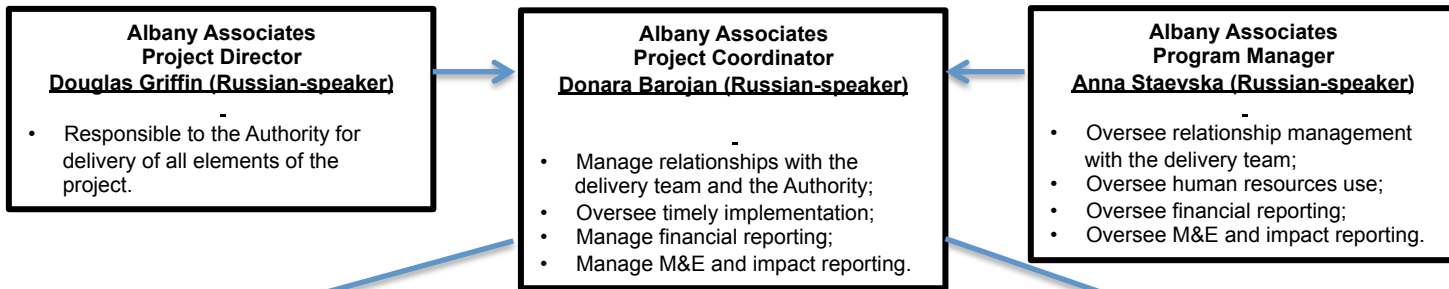 Albany Associates
Project Director
Douglas Griffin (Russian-speaker)
-
• Responsible to the Authority for
delivery of all elements of the
project.
Albany Associates
Project Coordinator
Donara Barojan (Russian-speaker)
-
• Manage relationships with the
delivery team and the Authority;
• Oversee timely implementation;
• Manage financial reporting;
• Manage M&E and impact reporting.
Albany Associates
Program Manager
Anna Staevska (Russian-speaker)
-
• Oversee relationship management
with the delivery team;
• Oversee human resources use;
• Oversee financial reporting;
• Oversee M&E and impact reporting.